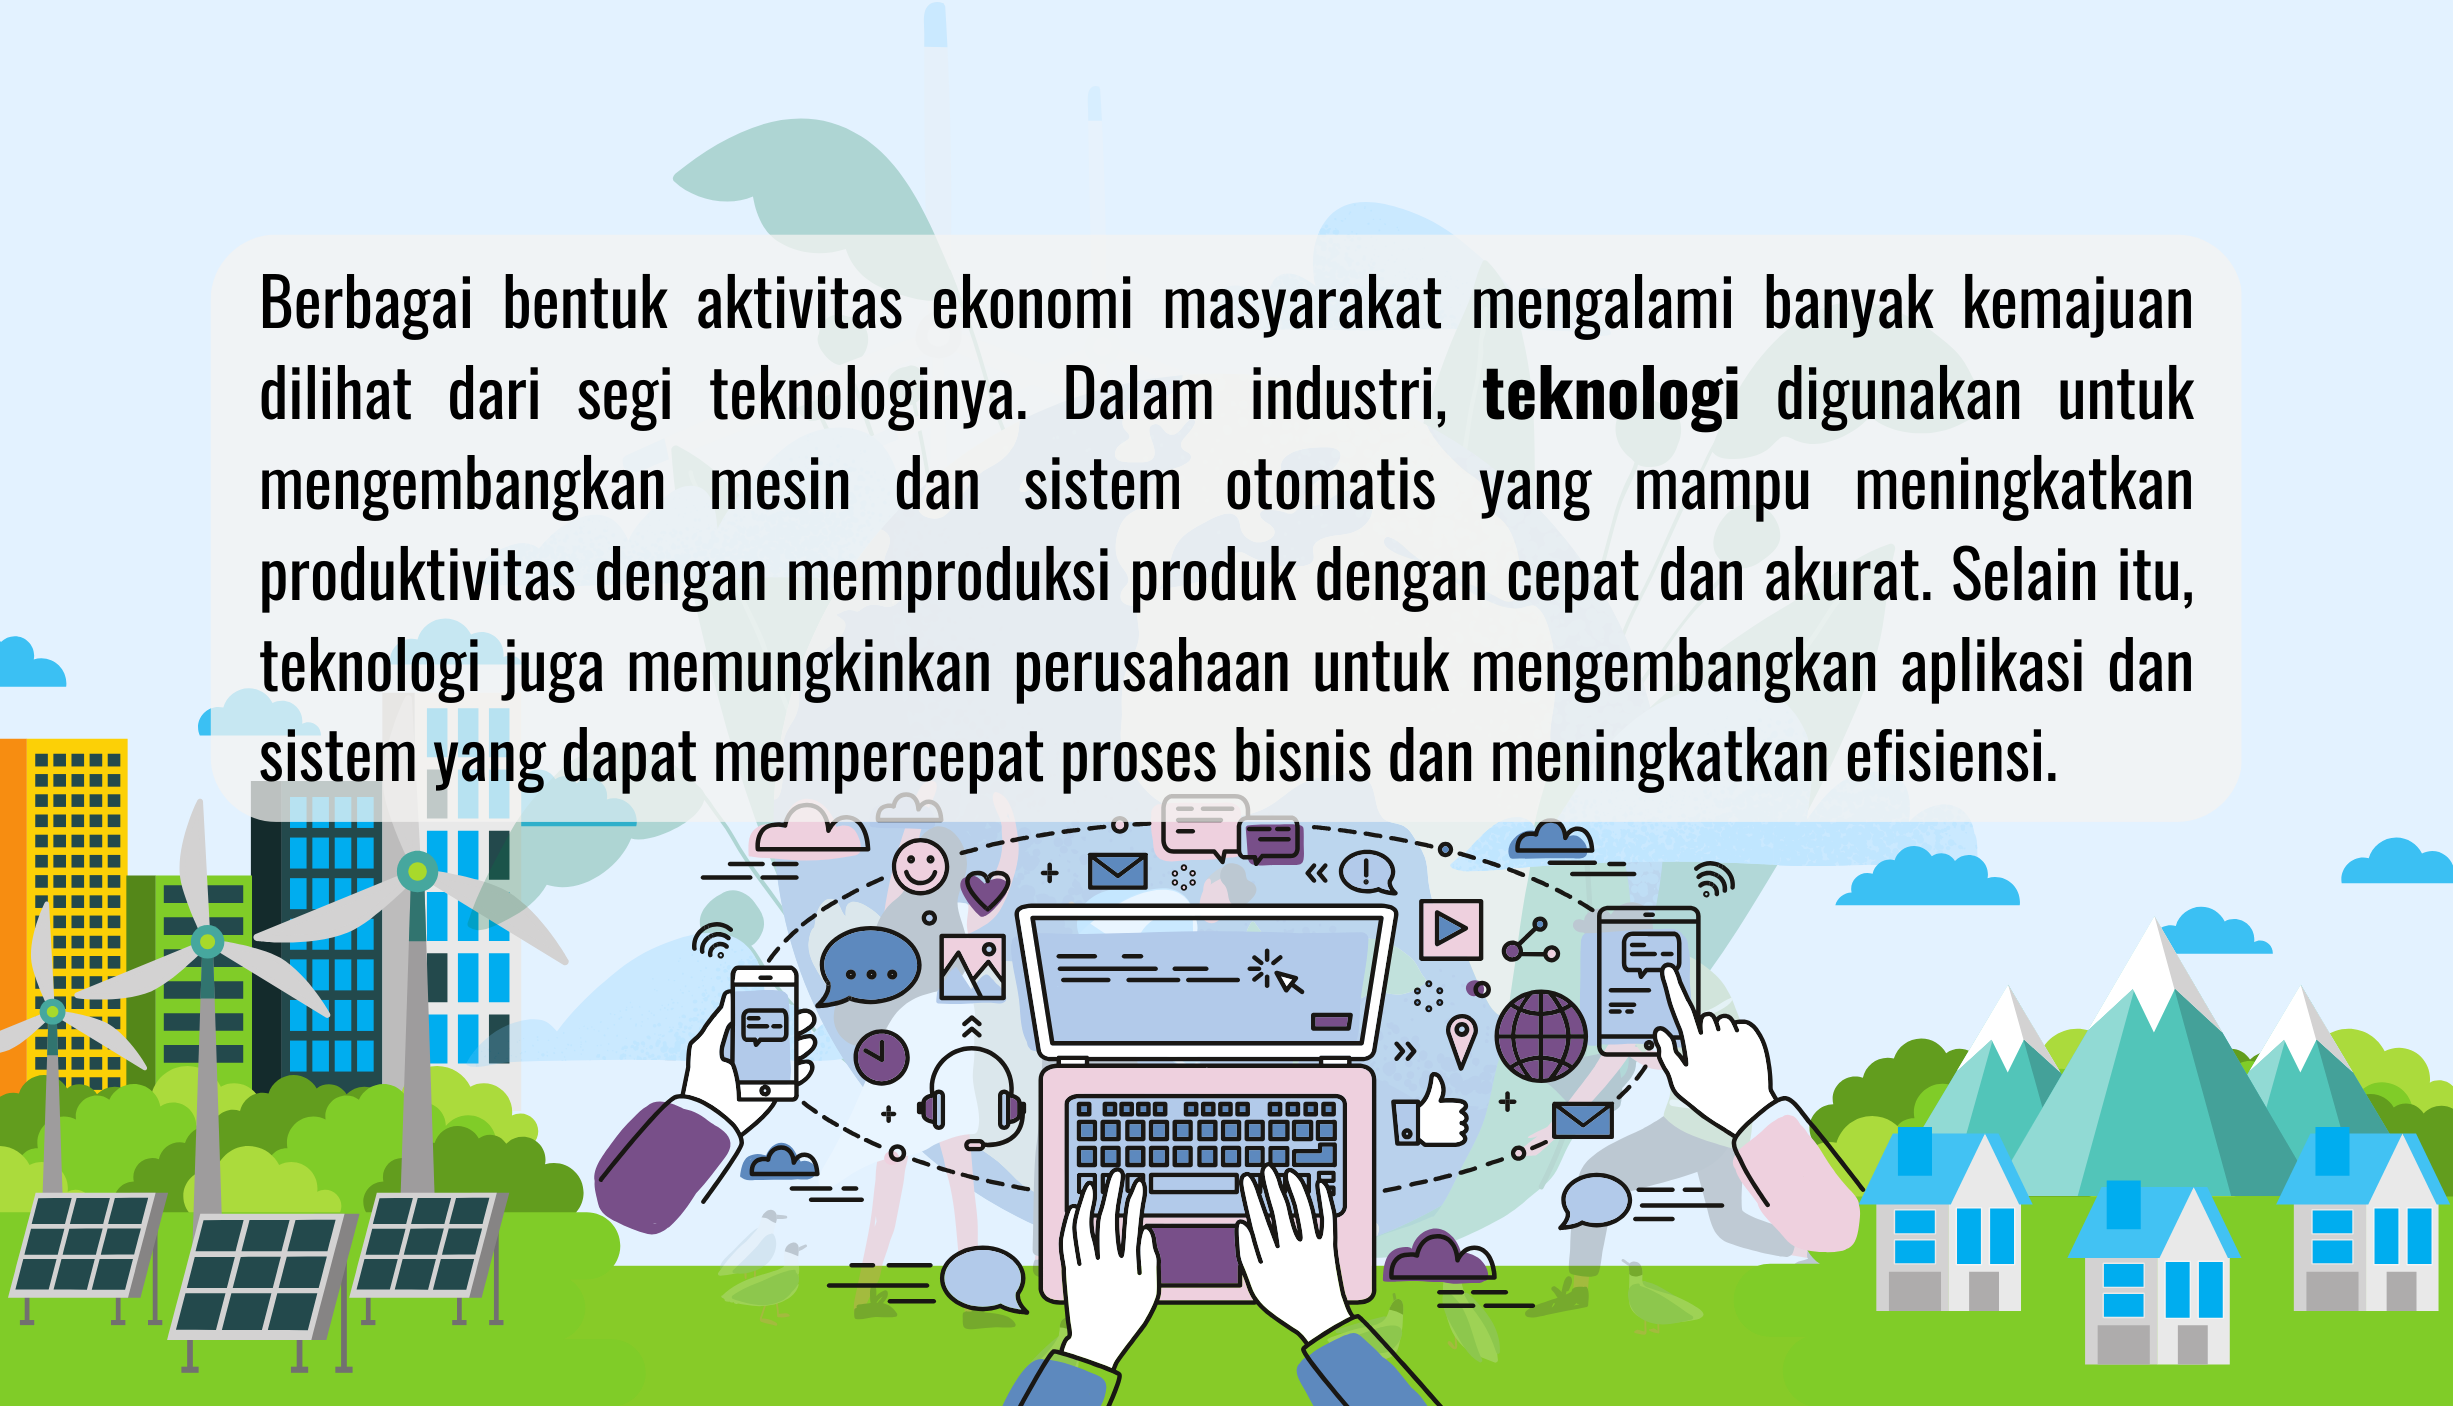 Berbagai bentuk aktivitas ekonomi masyarakat mengalami banyak kemajuan
dilihat dari segi teknologinya. Dalam industri, teknologi digunakan untuk
mengembangkan mesin dan sistem otomatis yang mampu meningkatkan
produktivitas dengan memproduksi produk dengan cepat dan akurat. Selain itu,
teknologi juga memungkinkan perusahaan untuk mengembangkan aplikasi dan
sistem yang dapat mempercepat proses bisnis dan meningkatkan efisiensi.